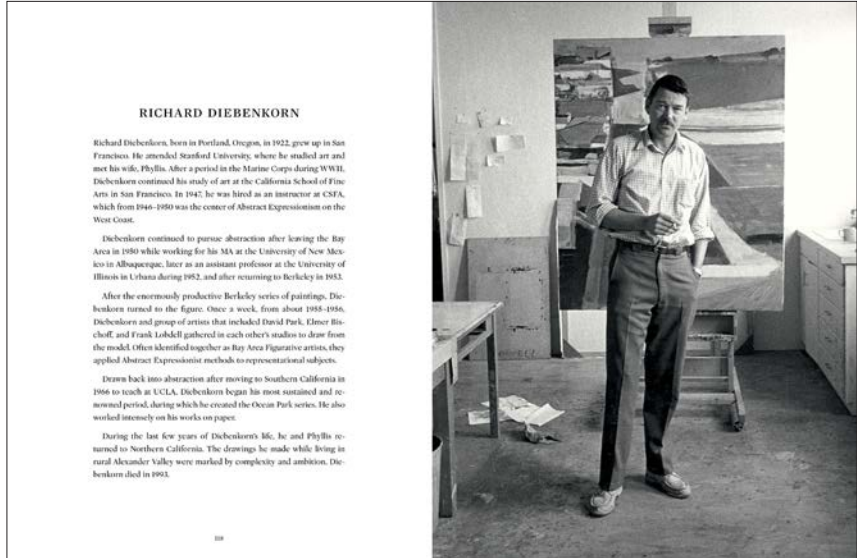 RICHARD DIEBENKORN
Richard Diebenkorn, born in Portland, Oregon, in 1922, grew up in San
Francisco. He attended Stanford University, where he studied art and
met his wife, Phyllis. After a period in the Marine Corps during WWII,
Diebenkorn continued his study of art at the California School of Fine
Arts in San Francisco. In 1947, he was hired as an instructor at CSFA,
which from 1946–1950 was the center of Abstract Expressionism on the
West Coast.
Diebenkorn continued to pursue abstraction after leaving the Bay
Area in 1950 while working for his MA at the University of New Mex-
ico in Albuquerque, later as an assistant professor at the University of
Illinois in Urbana during 1952, and after returning to Berkeley in 1953.
After the enormously productive Berkeley series of paintings, Die-
benkorn turned to the figure. Once a week, from about 1955–1956,
Diebenkorn and group of artists that included David Park, Elmer Bis-
choff, and Frank Lobdell gathered in each other's studios to draw from
the model. Often identified together as Bay Area Figurative artists, they
applied Abstract Expressionist methods to representational subjects.
Drawn back into abstraction after moving to Southern California in
1966 to teach at UCLA, Diebenkorn began his most sustained and re-
nowned period, during which he created the Ocean Park series. He also
worked intensely on his works on paper.
During the last few years of Diebenkorn's life, he and Phyllis re-
turned to Northern California. The drawings he made while living in
rural Alexander Valley were marked by complexity and ambition. Die-
benkorn died in 1993.